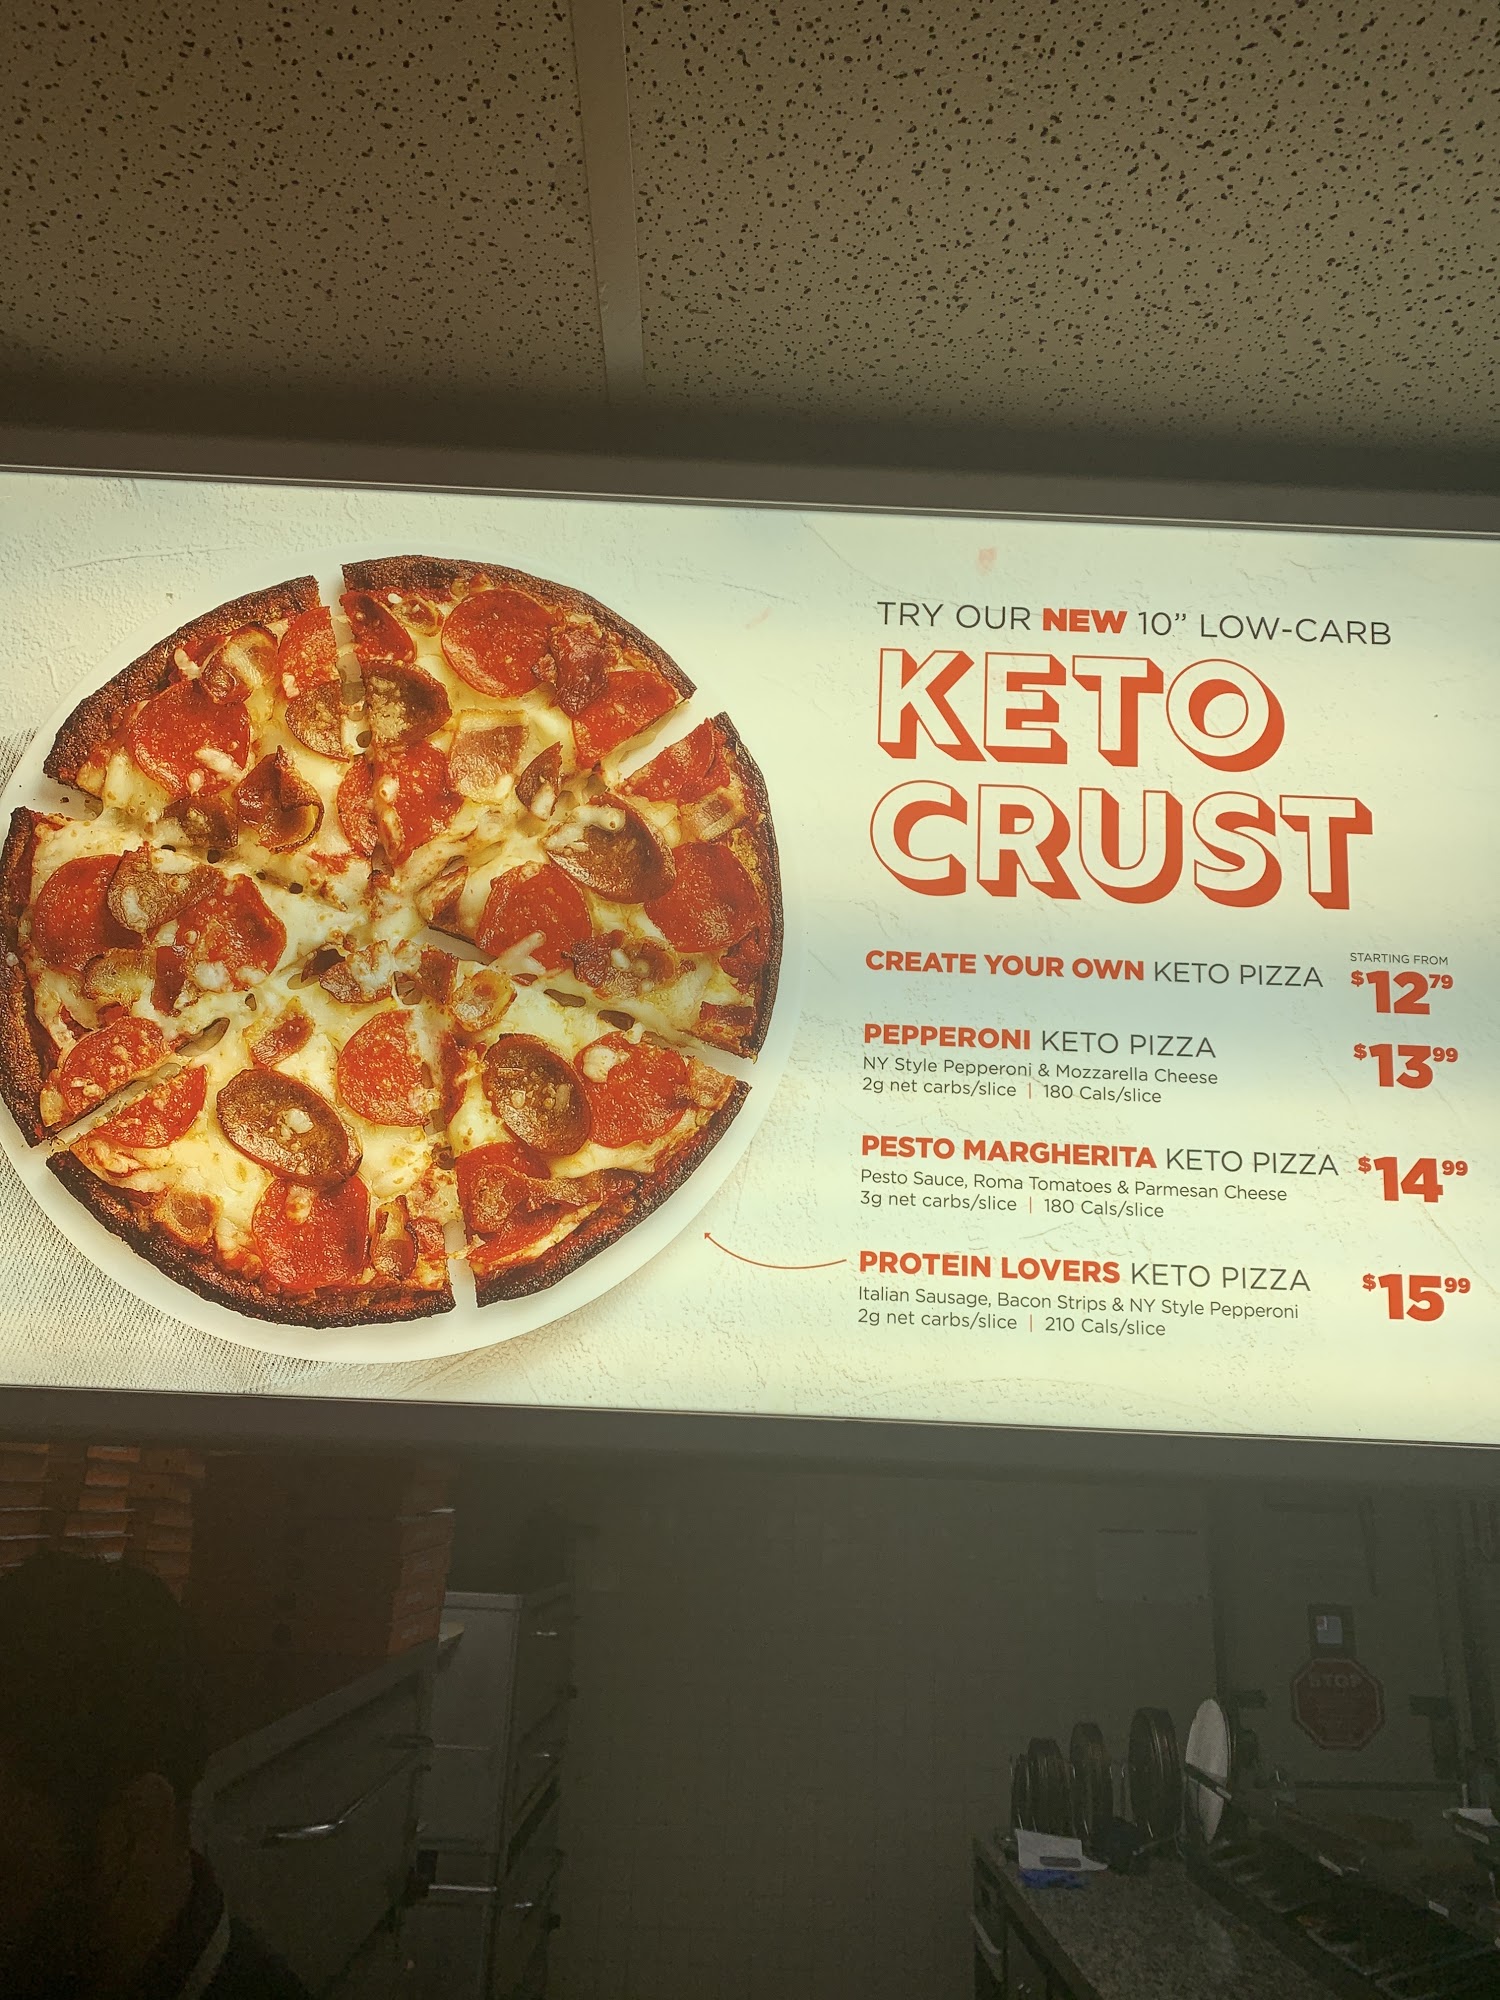 TRY OUR NEW 10” LOW-CARB
KETO
CRUST
CREATE YOUR OWN KETO PIZZA STARTING FROM $12.79
PEPPERONI KETO PIZZA $13.99
NY Style Pepperoni & Mozzarella Cheese
2g net carbs/slice | 180 Cals/slice
PESTO MARGHERITA KETO PIZZA $14.99
Pesto Sauce, Roma Tomatoes & Parmesan Cheese
3g net carbs/slice | 180 Cals/slice
PROTEIN LOVERS KETO PIZZA $15.99
Italian Sausage, Bacon Strips & NY Style Pepperoni
2g net carbs/slice | 210 Cals/slice
STOP